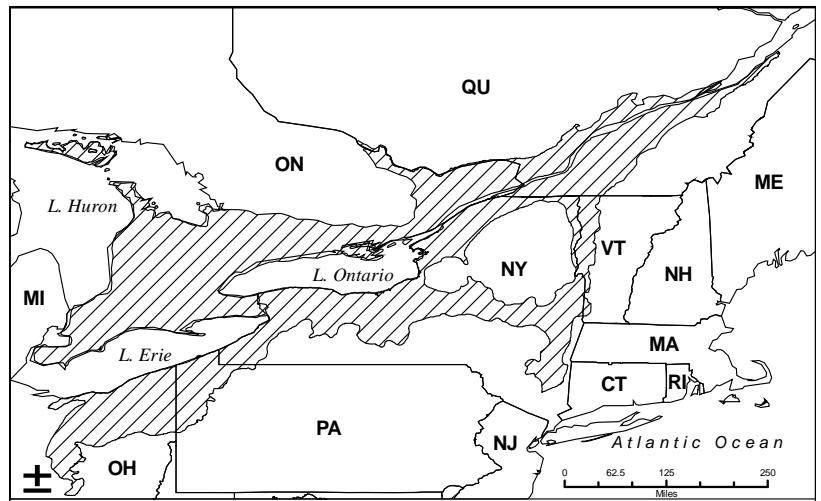 QU
ON
ME
L. Huron
L. Ontario
NY
VT
NH
MI
L. Erie
MA
CT
RI
PA
NJ
OH
Atlantic Ocean
0 62.5 125 250
Miles